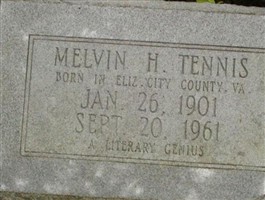 MELVIN H. TENNIS
BORN IN ELIZ. CITY COUNTY, VA.
JAN. 26, 1901
SEPT. 20, 1961
A LITERARY GENIUS